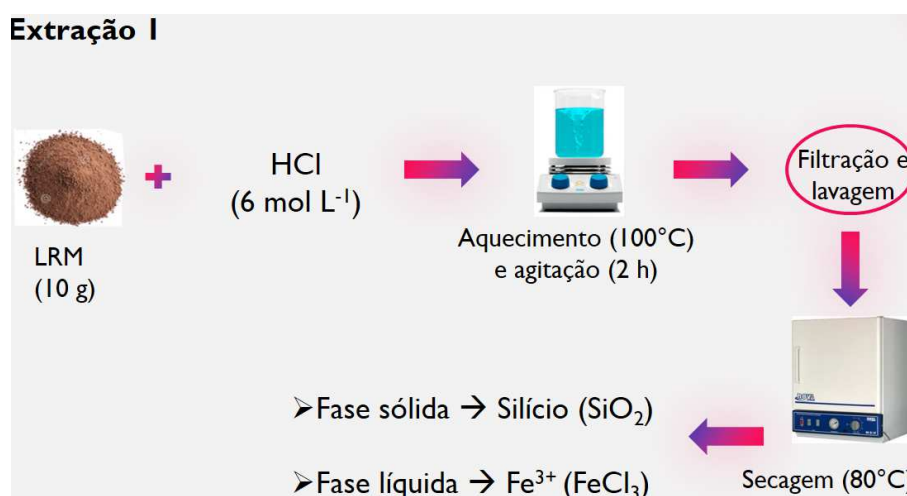 Extração 1
LRM
(10 g)
HCl
(6 mol L⁻¹)
Aquecimento (100°C)
e agitação (2 h)
Filtração e
lavagem
Secagem (80°C)
➢Fase sólida → Silício (SiO₂)
➢Fase líquida → Fe³⁺ (FeCl₃)